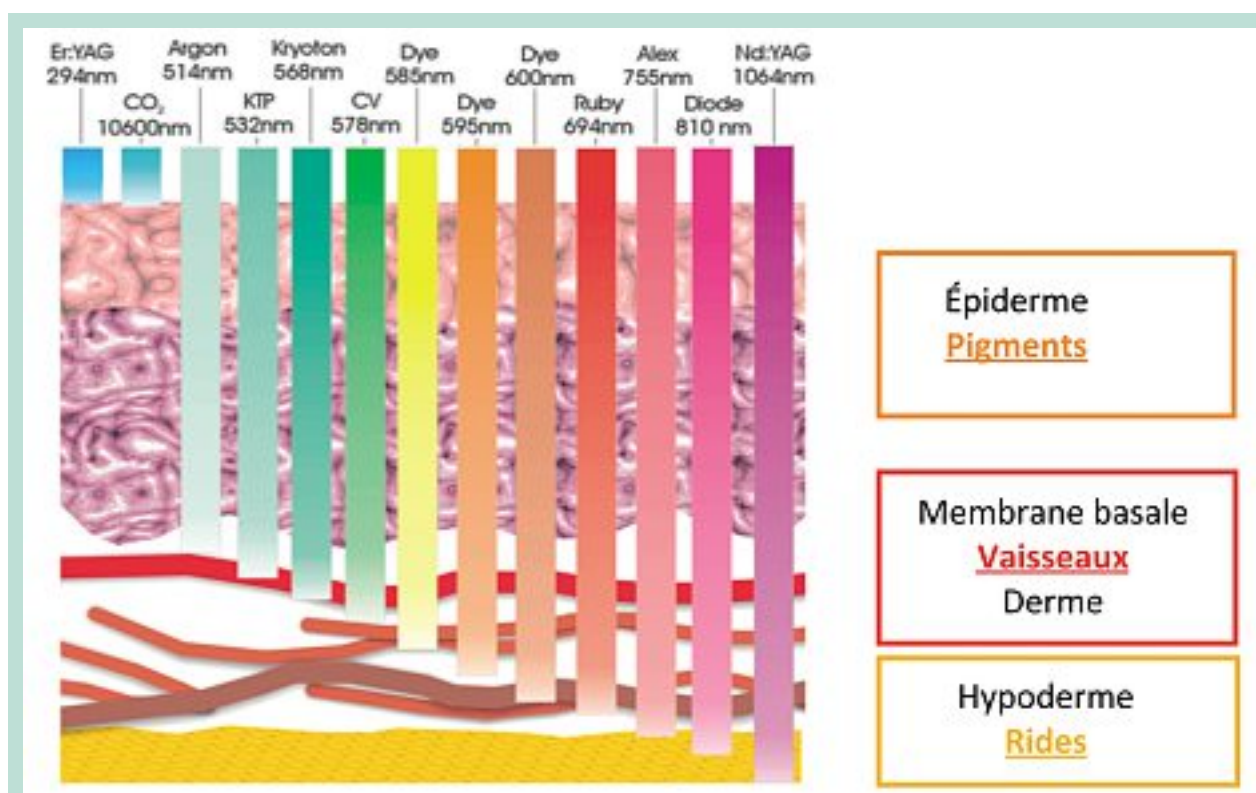 Er:YAG
294nm
Argon
514nm
Kryoton
568nm
Dye
585nm
Dye
600nm
Alex
755nm
Nd:YAG
1064nm
CO₂
10600nm
KTP
532nm
CV
578nm
Dye
595nm
Ruby
694nm
Diode
810 nm
Épiderme
Pigments
Membrane basale
Vaisseaux
Derme
Hypoderme
Rides